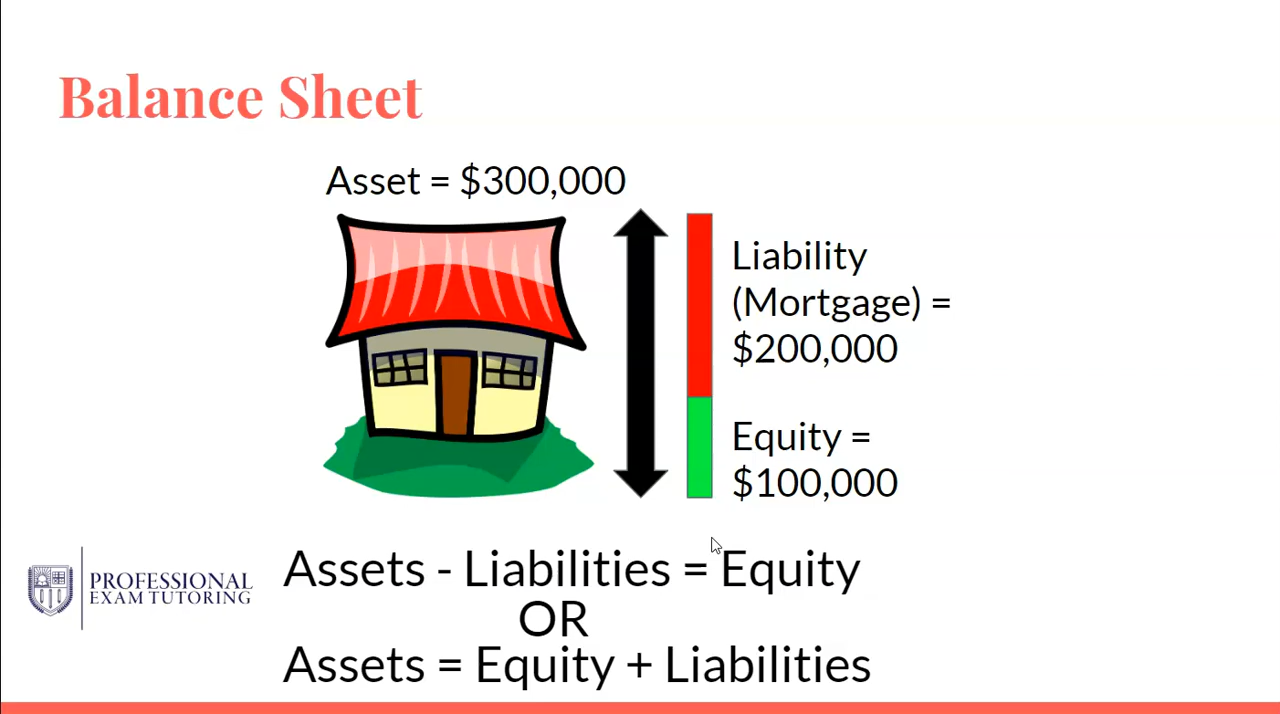 Balance Sheet
Asset = $300,000
Liability
(Mortgage) =
$200,000
Equity =
$100,000
Assets - Liabilities = Equity
OR
Assets = Equity + Liabilities
PROFESSIONAL
EXAM TUTORING